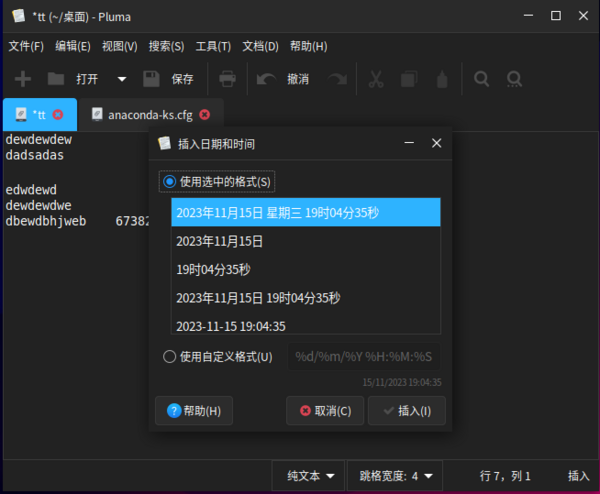 *tt (~/桌面) - Pluma
文件(F) 编辑(E) 视图(V) 搜索(S) 工具(T) 文档(D) 帮助(H)
打开 保存 撤消
*tt anaconda-ks.cfg
dewdewdew
dadsadas
edwdewd
dewdewdwe
dbewdbhjweb 67382
插入日期和时间
使用选中的格式(S)
2023年11月15日 星期三 19时04分35秒
2023年11月15日
19时04分35秒
2023年11月15日 19时04分35秒
2023-11-15 19:04:35
使用自定义格式(U) %d/%m/%Y %H:%M:%S
15/11/2023 19:04:35
帮助(H) 取消(C) 插入(I)
纯文本 跳格宽度: 4 行 7，列 1 插入